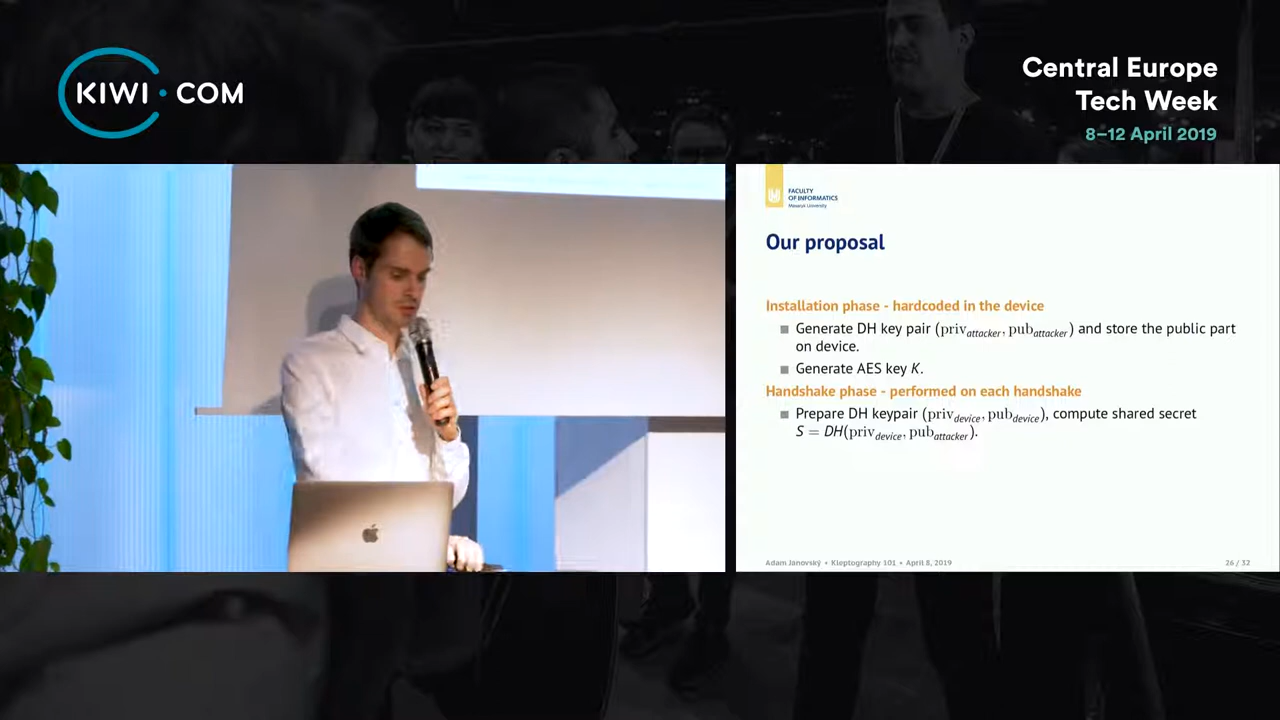 KIWI.COM
Central Europe
Tech Week
8–12 April 2019
FACULTY
OF INFORMATICS
Masaryk University
Our proposal
Installation phase - hardcoded in the device
Generate DH key pair (priv_attacker, pub_attacker) and store the public part
on device.
Generate AES key K.
Handshake phase - performed on each handshake
Prepare DH keypair (priv_device, pub_device), compute shared secret
S = DH(priv_device, pub_attacker).
Adam Janovský • Kleptography 101 • April 8, 2019
26 / 32